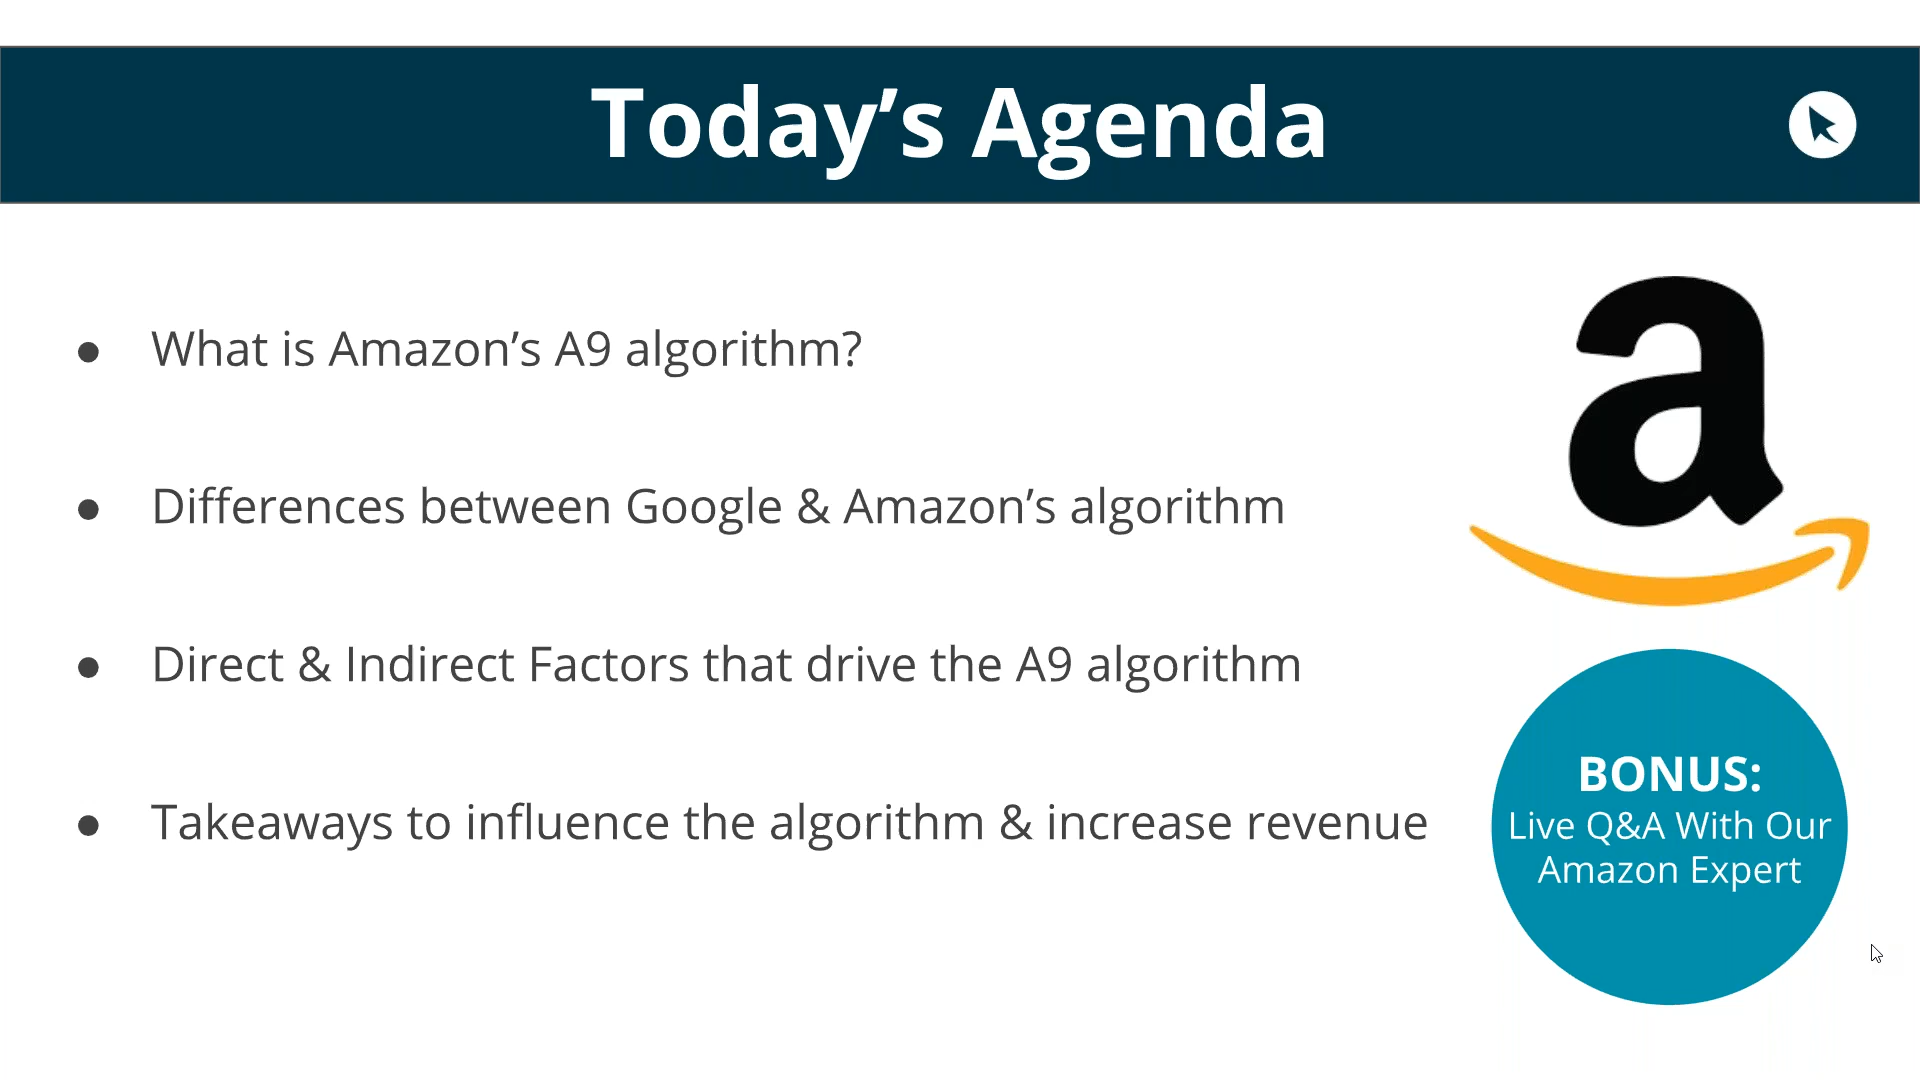 Today’s Agenda
● What is Amazon’s A9 algorithm?
● Differences between Google & Amazon’s algorithm
● Direct & Indirect Factors that drive the A9 algorithm
● Takeaways to influence the algorithm & increase revenue
a
BONUS:
Live Q&A With Our
Amazon Expert